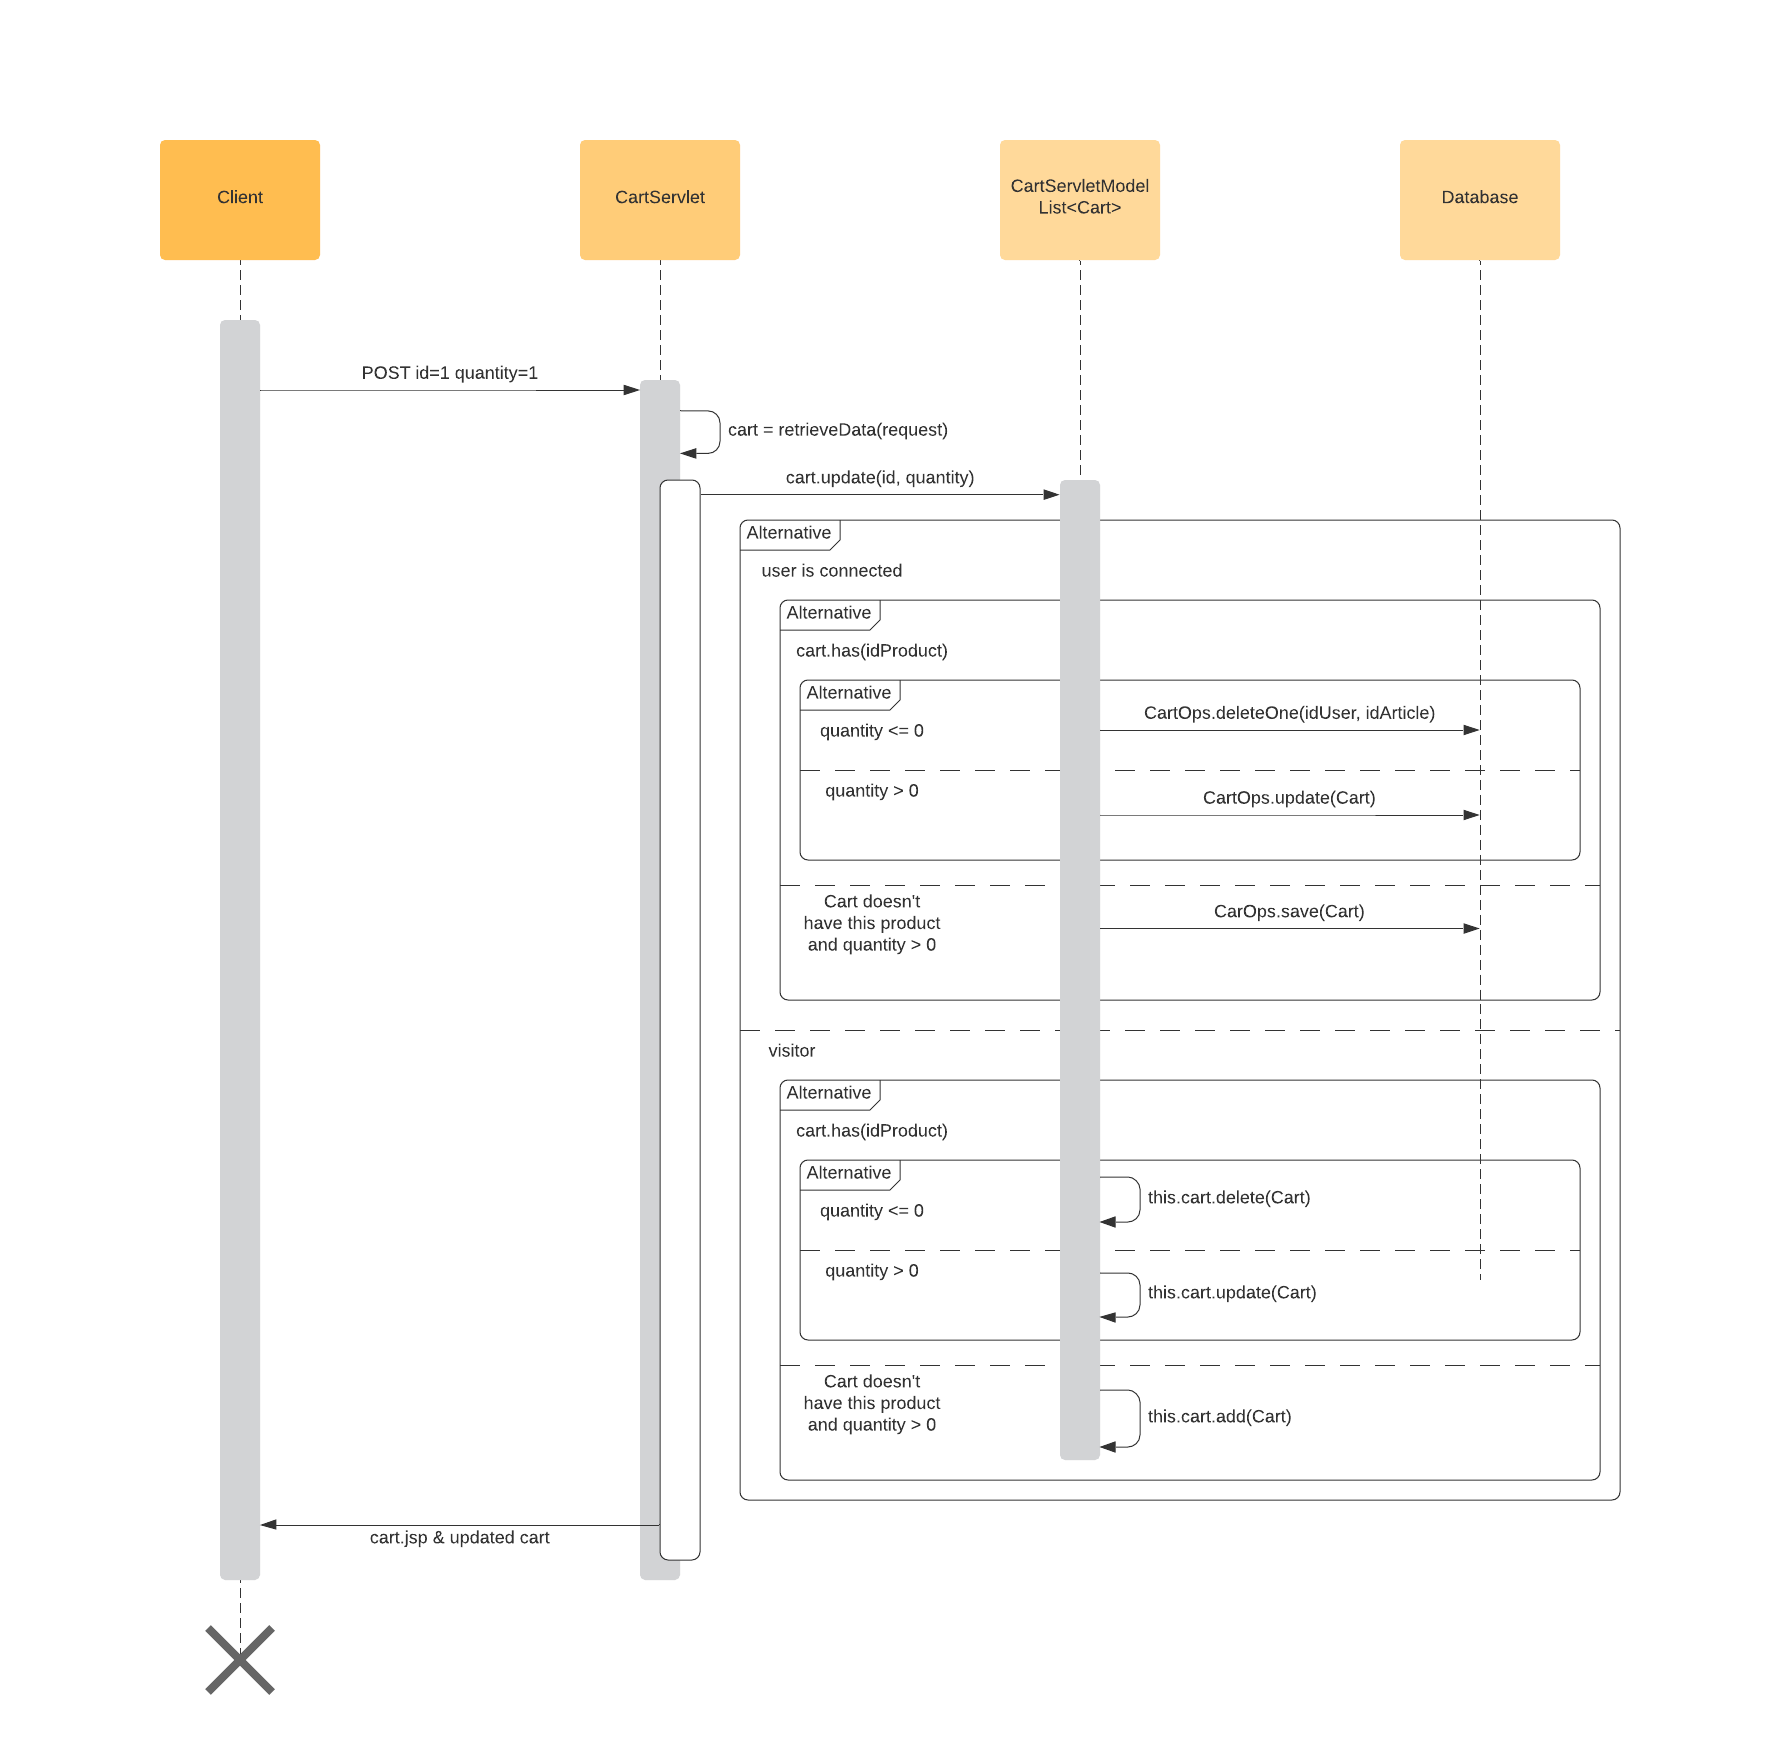 Client
CartServlet
CartServletModel
List<Cart>
Database
POST id=1 quantity=1
cart = retrieveData(request)
cart.update(id, quantity)
Alternative
user is connected
Alternative
cart.has(idProduct)
Alternative
CartOps.deleteOne(idUser, idArticle)
quantity <= 0
quantity > 0
CartOps.update(Cart)
Cart doesn't
have this product
and quantity > 0
CarOps.save(Cart)
visitor
Alternative
cart.has(idProduct)
Alternative
this.cart.delete(Cart)
quantity <= 0
quantity > 0
this.cart.update(Cart)
Cart doesn't
have this product
and quantity > 0
this.cart.add(Cart)
cart.jsp & updated cart